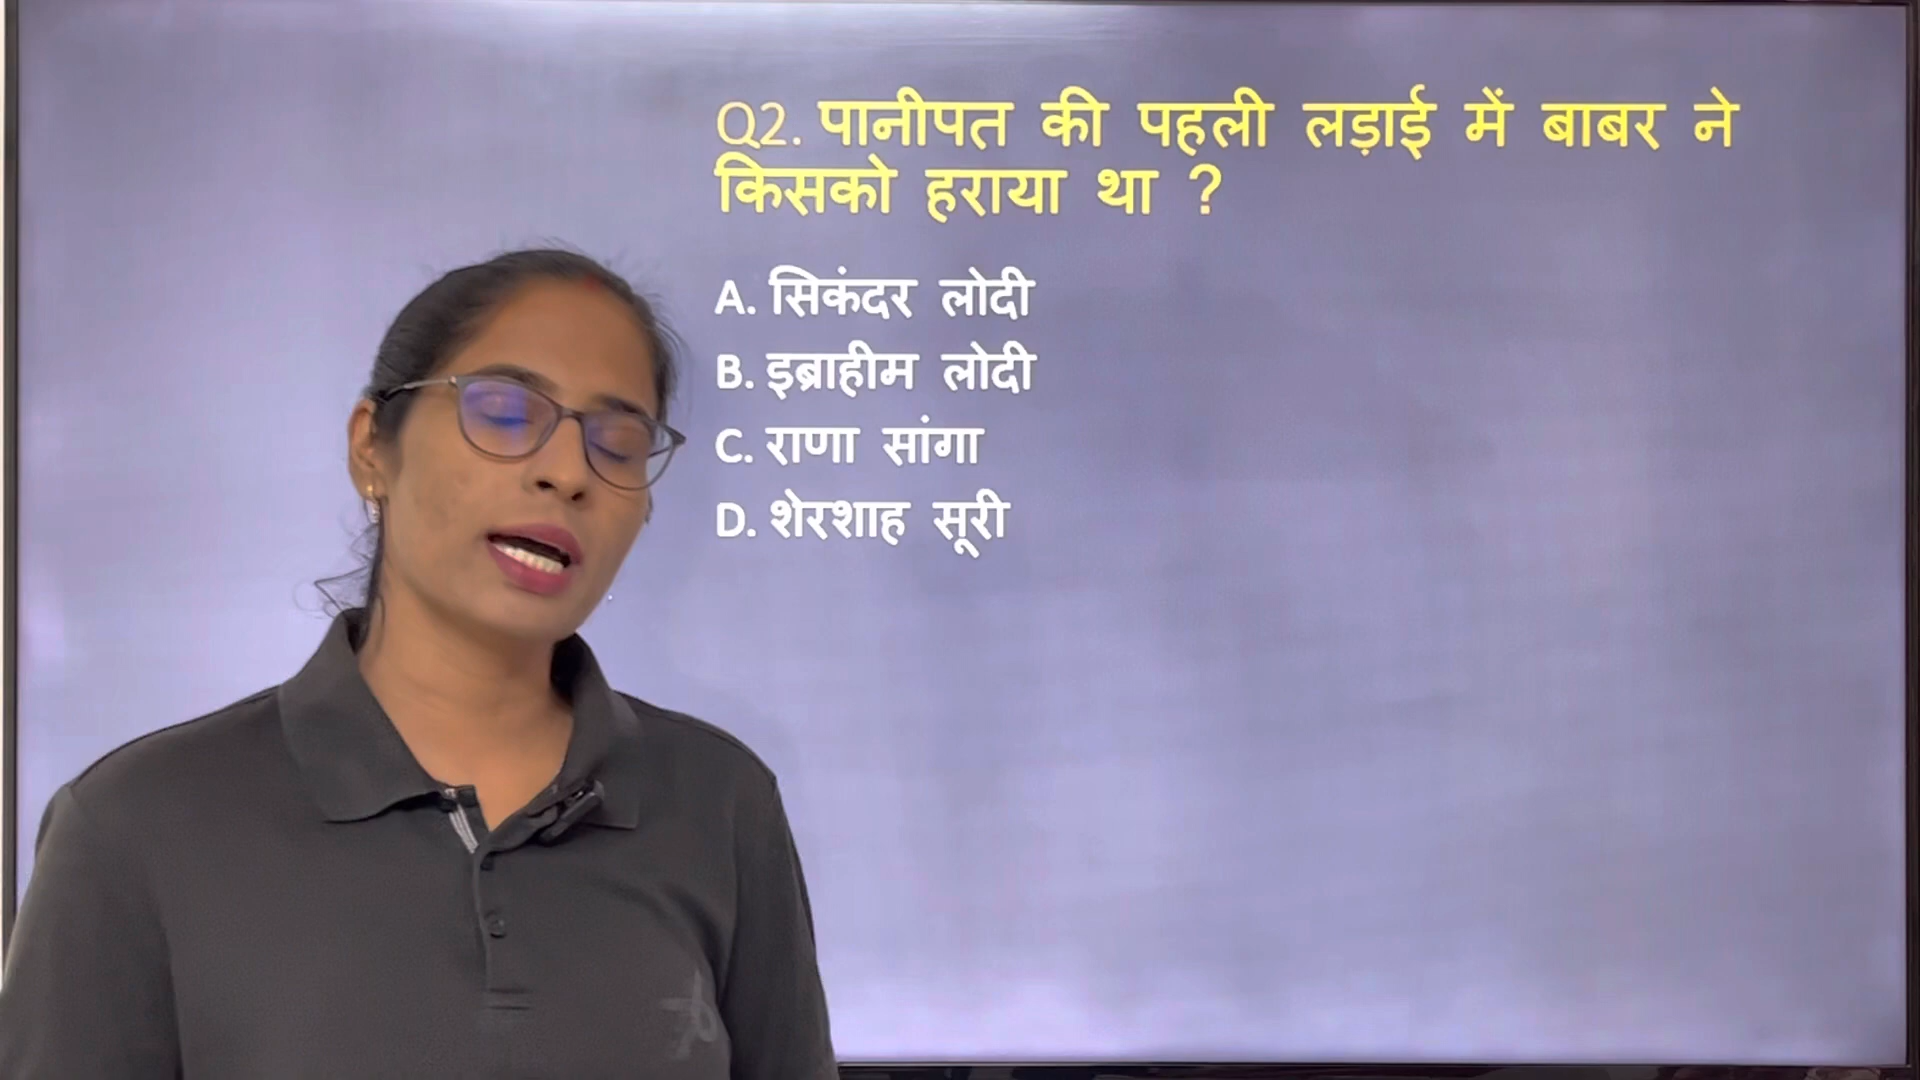 Q2. पानीपत की पहली लड़ाई में बाबर ने
किसको हराया था ?
A. सिकंदर लोदी
B. इब्राहीम लोदी
C. राणा सांगा
D. शेरशाह सूरी